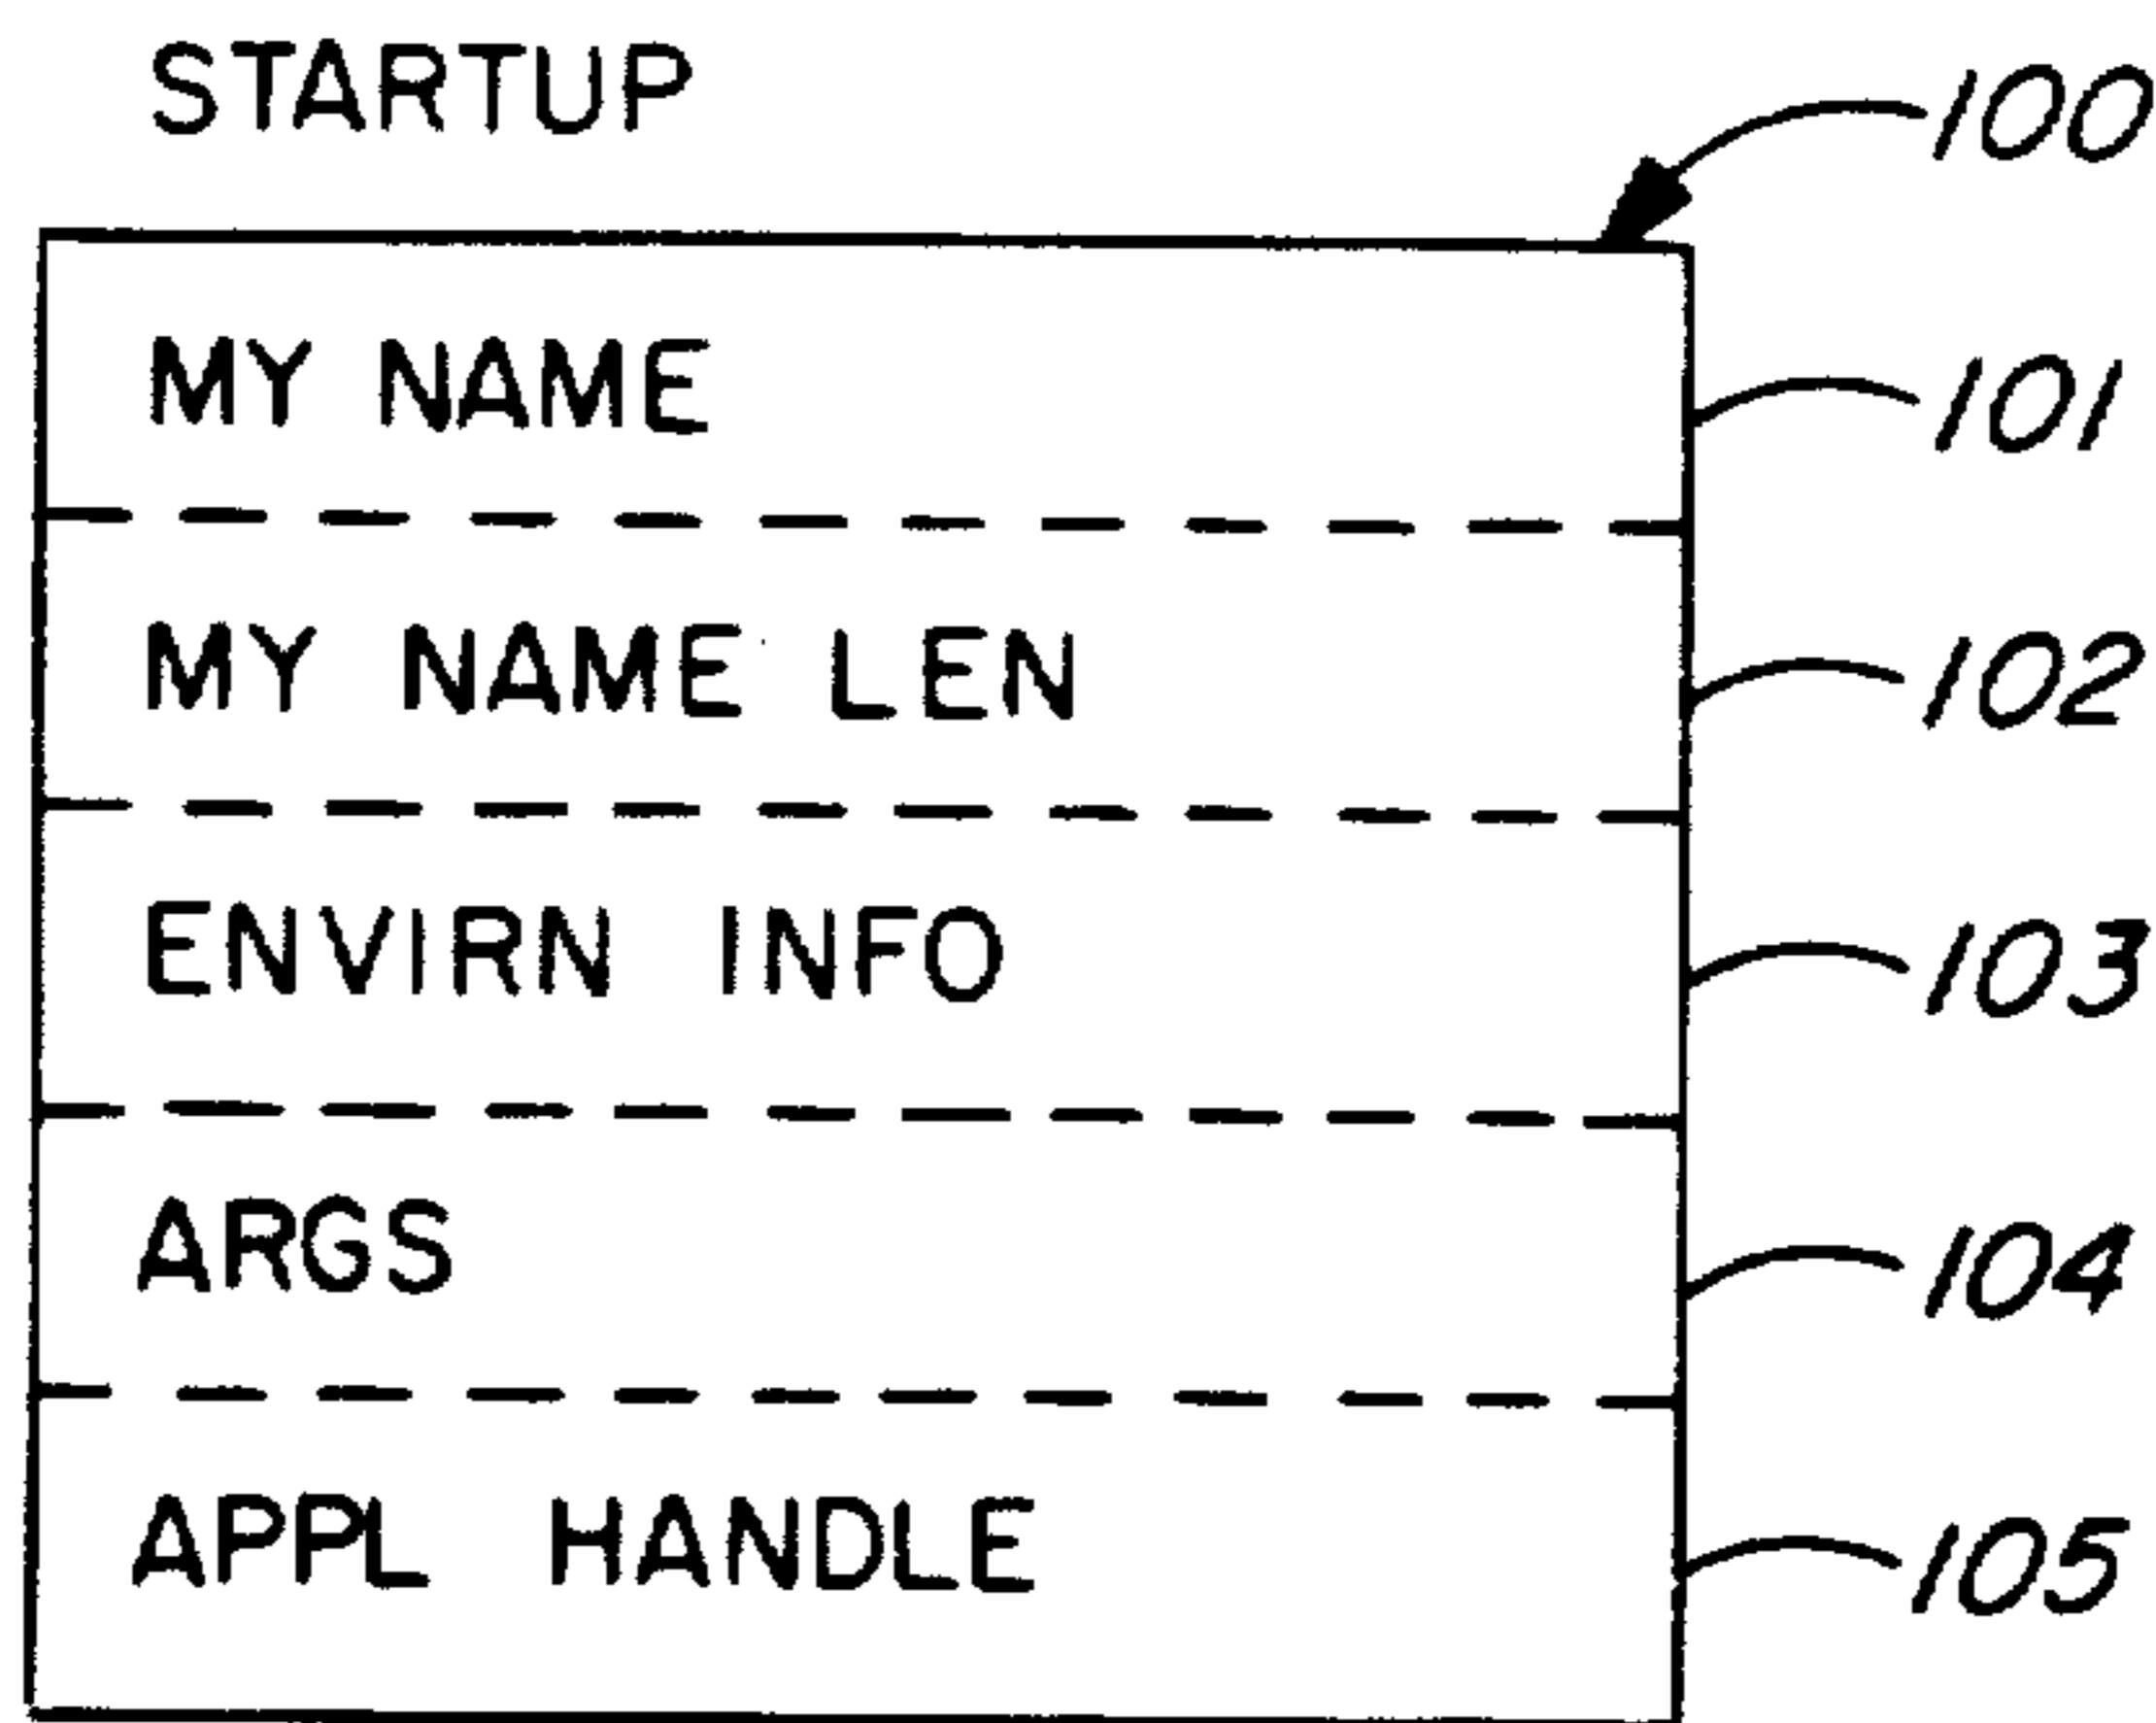 STARTUP
100
MY NAME 101
MY NAME LEN 102
ENVIRN INFO 103
ARGS 104
APPL HANDLE 105